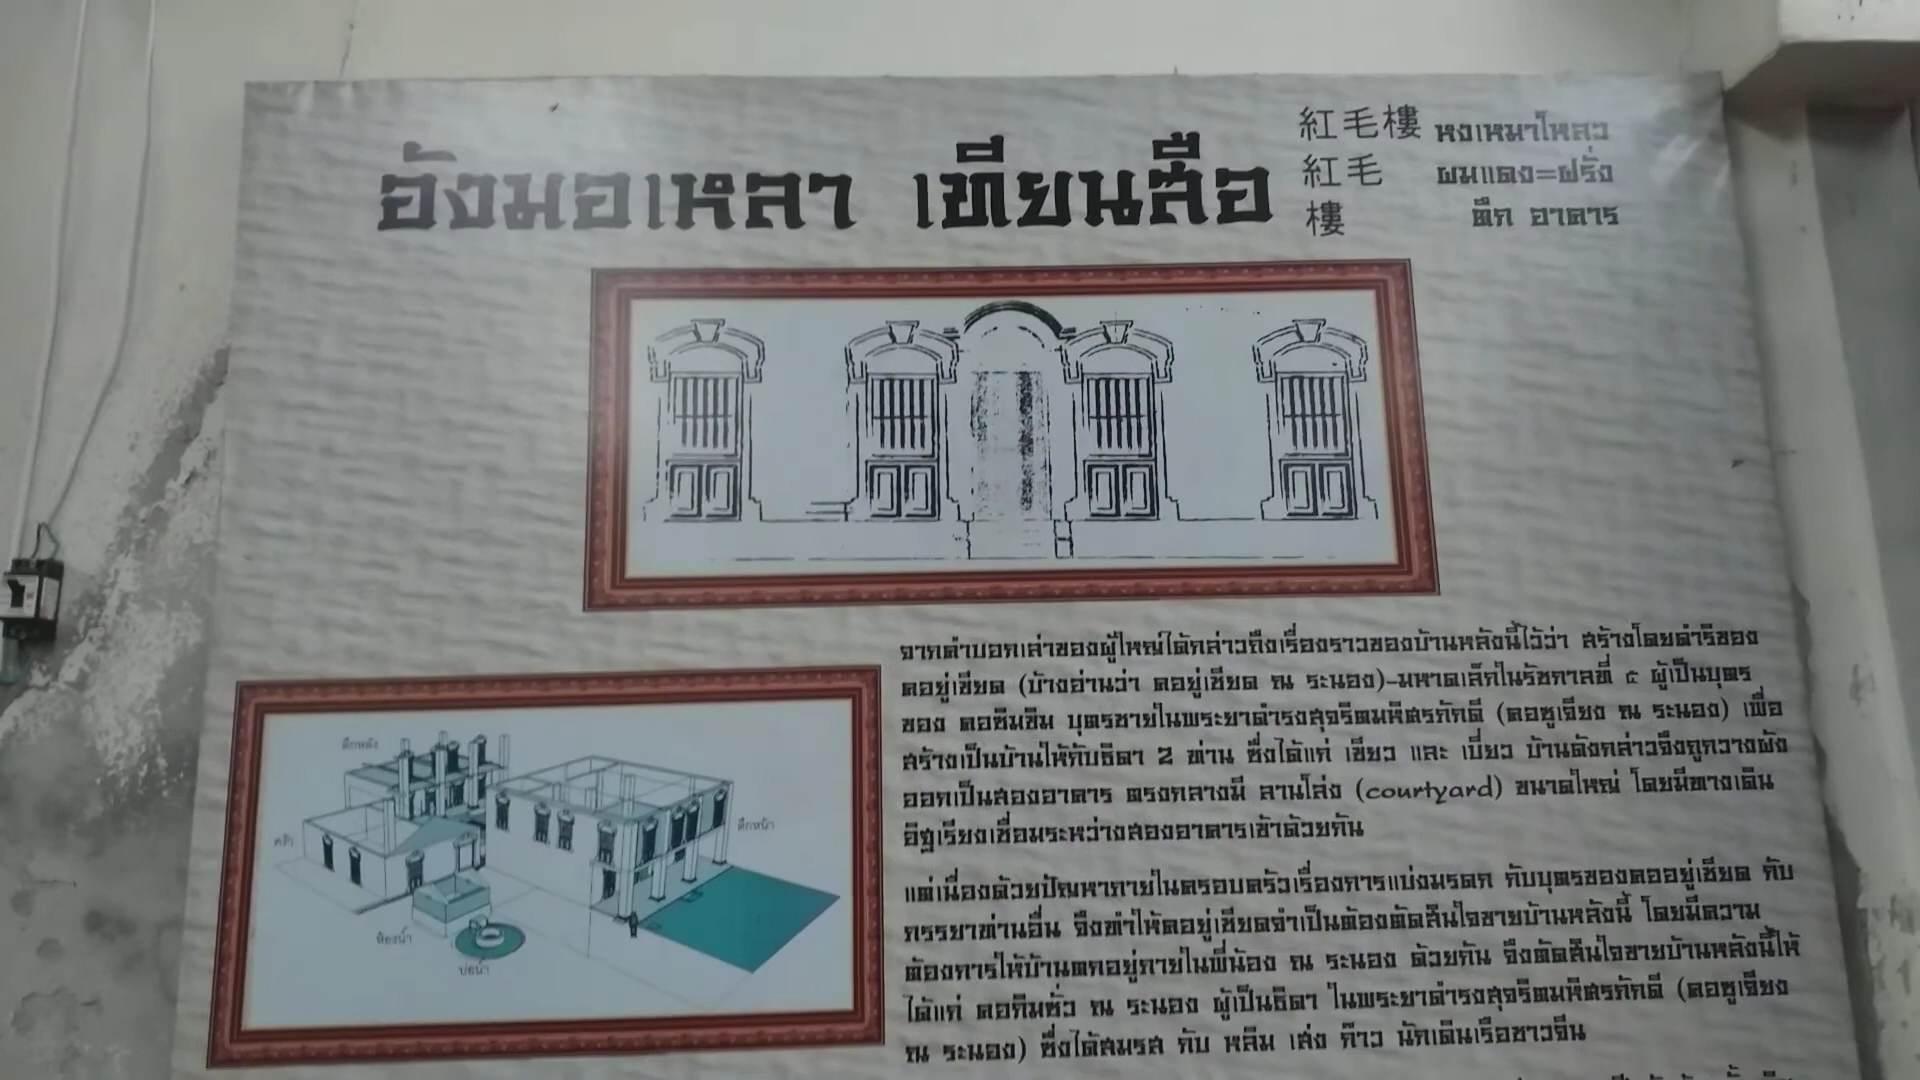 อังมอเหลา เทียนสือ
紅毛樓 หงเหมาโหลว
紅毛 ผมแดง=ฝรั่ง
樓 ตึก อาคาร
จากคำบอกเล่าของผู้ใหญ่ได้กล่าวถึงเรื่องราวของบ้านหลังนี้ไว้ว่า สร้างโดยดำริของ
คอยู่เชียด (บ้างอ่านว่า คอยู่เซียด ณ ระนอง)-มหาดเล็กในรัชกาลที่ ๕ ผู้เป็นบุตร
ของ คอซิมขิม บุตรชายในพระยาดำรงสุจริตมหิศรภักดี (คอซูเจียง ณ ระนอง) เพื่อ
สร้างเป็นบ้านให้กับธิดา 2 ท่าน ซึ่งได้แก่ เขียว และ เบี่ยว บ้านดังกล่าวจึงถูกวางผัง
ออกเป็นสองอาคาร ตรงกลางมี ลานโล่ง (courtyard) ขนาดใหญ่ โดยมีทางเดิน
อิฐเรียงเชื่อมระหว่างสองอาคารเข้าด้วยกัน
แต่เนื่องด้วยปัญหาภายในครอบครัวเรื่องการแบ่งมรดก กับบุตรของคออยู่เชียด กับ
ภรรยาท่านอื่น จึงทำให้คอยู่เชียดจำเป็นต้องตัดสินใจขายบ้านหลังนี้ โดยมีความ
ต้องการให้บ้านตกอยู่ภายในพี่น้อง ณ ระนอง ด้วยกัน จึงตัดสินใจขายบ้านหลังนี้ให้
ได้แก่ คอกิมซั่ว ณ ระนอง ผู้เป็นธิดา ในพระยาดำรงสุจริตมหิศรภักดี (คอซูเจียง
ณ ระนอง) ซึ่งได้สมรส กับ หลิม เส่ง ก๊าว นักเดินเรือชาวจีน
ตึกหลัง
ตึกหน้า
ครัว
ห้องน้ำ
บ่อน้ำ